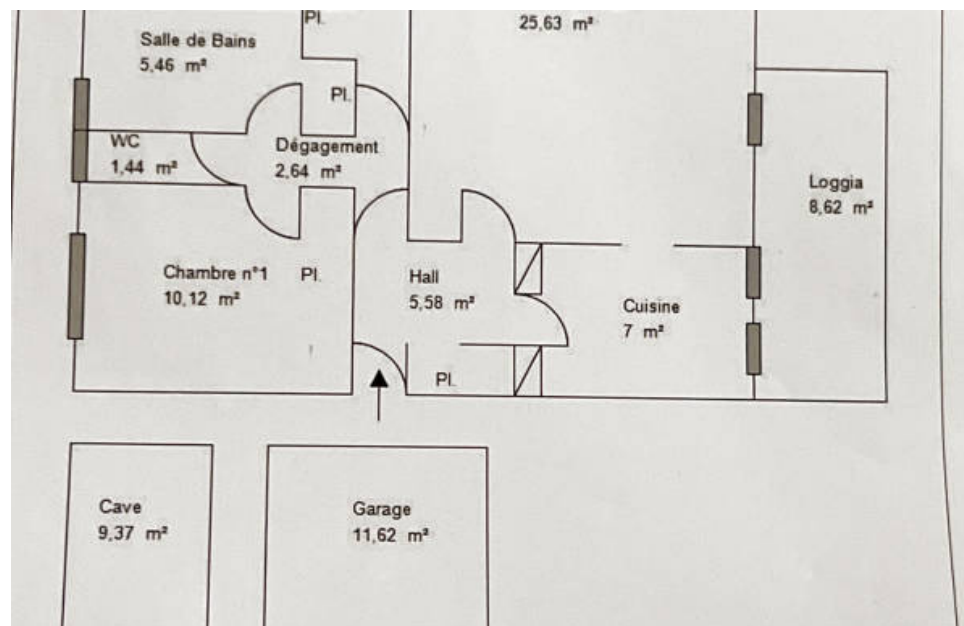 Pl.
25,63 m²
Salle de Bains
5,46 m²
Pl.
WC
1,44 m²
Dégagement
2,64 m²
Loggia
8,62 m²
Chambre n°1
10,12 m²
Pl.
Hall
5,58 m²
Cuisine
7 m²
Pl.
Cave
9,37 m²
Garage
11,62 m²